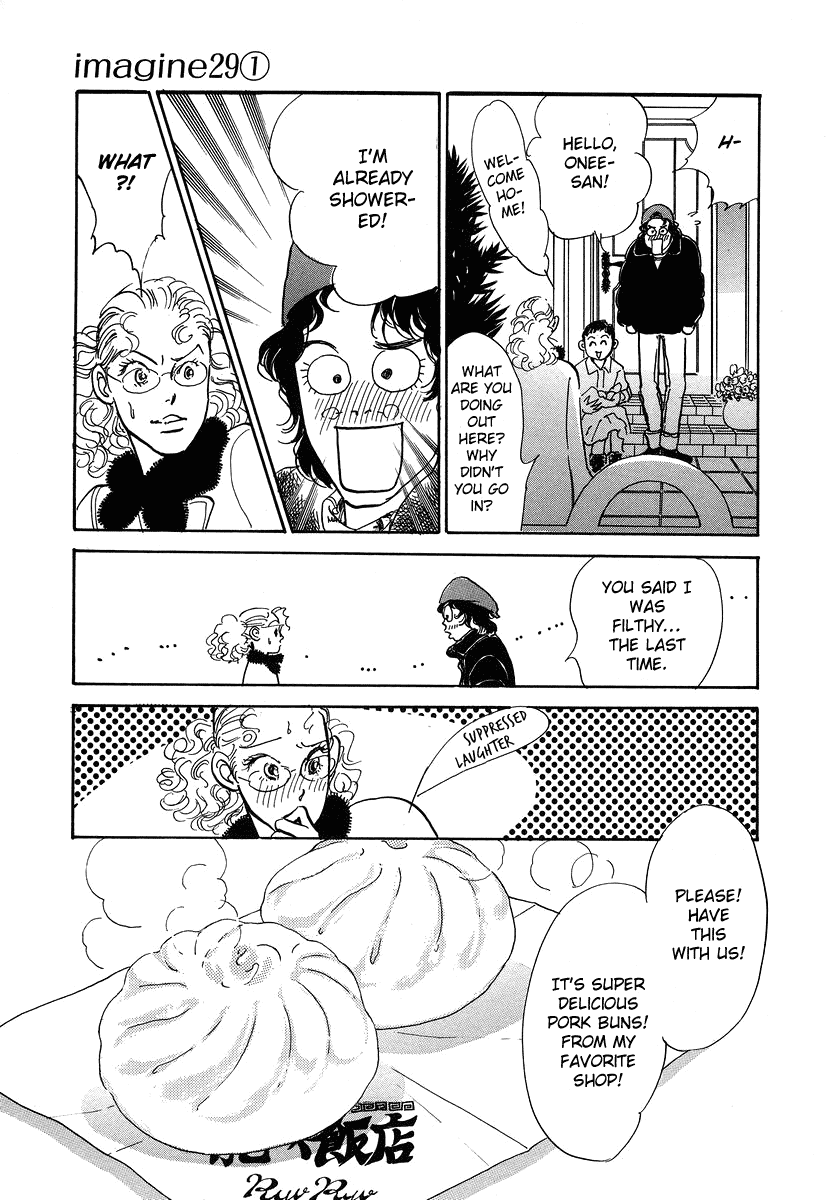 imagine29①
H-
HELLO,
ONEE-
SAN!
WEL-
COME
HO-
ME!
WHAT
ARE YOU
DOING
OUT
HERE?
WHY
DIDN'T
YOU GO
IN?
I'M
ALREADY
SHOWER-
ED!
WHAT
?!
YOU SAID I
WAS
FILTHY...
THE LAST
TIME.
SUPPRESSED
LAUGHTER
PLEASE!
HAVE
THIS
WITH US!
IT'S SUPER
DELICIOUS
PORK BUNS!
FROM MY
FAVORITE
SHOP!
飯店